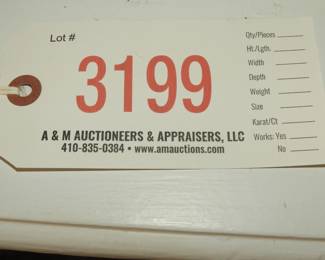 Lot #
3199
A & M AUCTIONEERS & APPRAISERS, LLC
410-835-0384 • www.amauctions.com
Qty/Pieces
Ht./Lgth.
Width
Depth
Weight
Size
Karat/Ct
Works: Yes
No